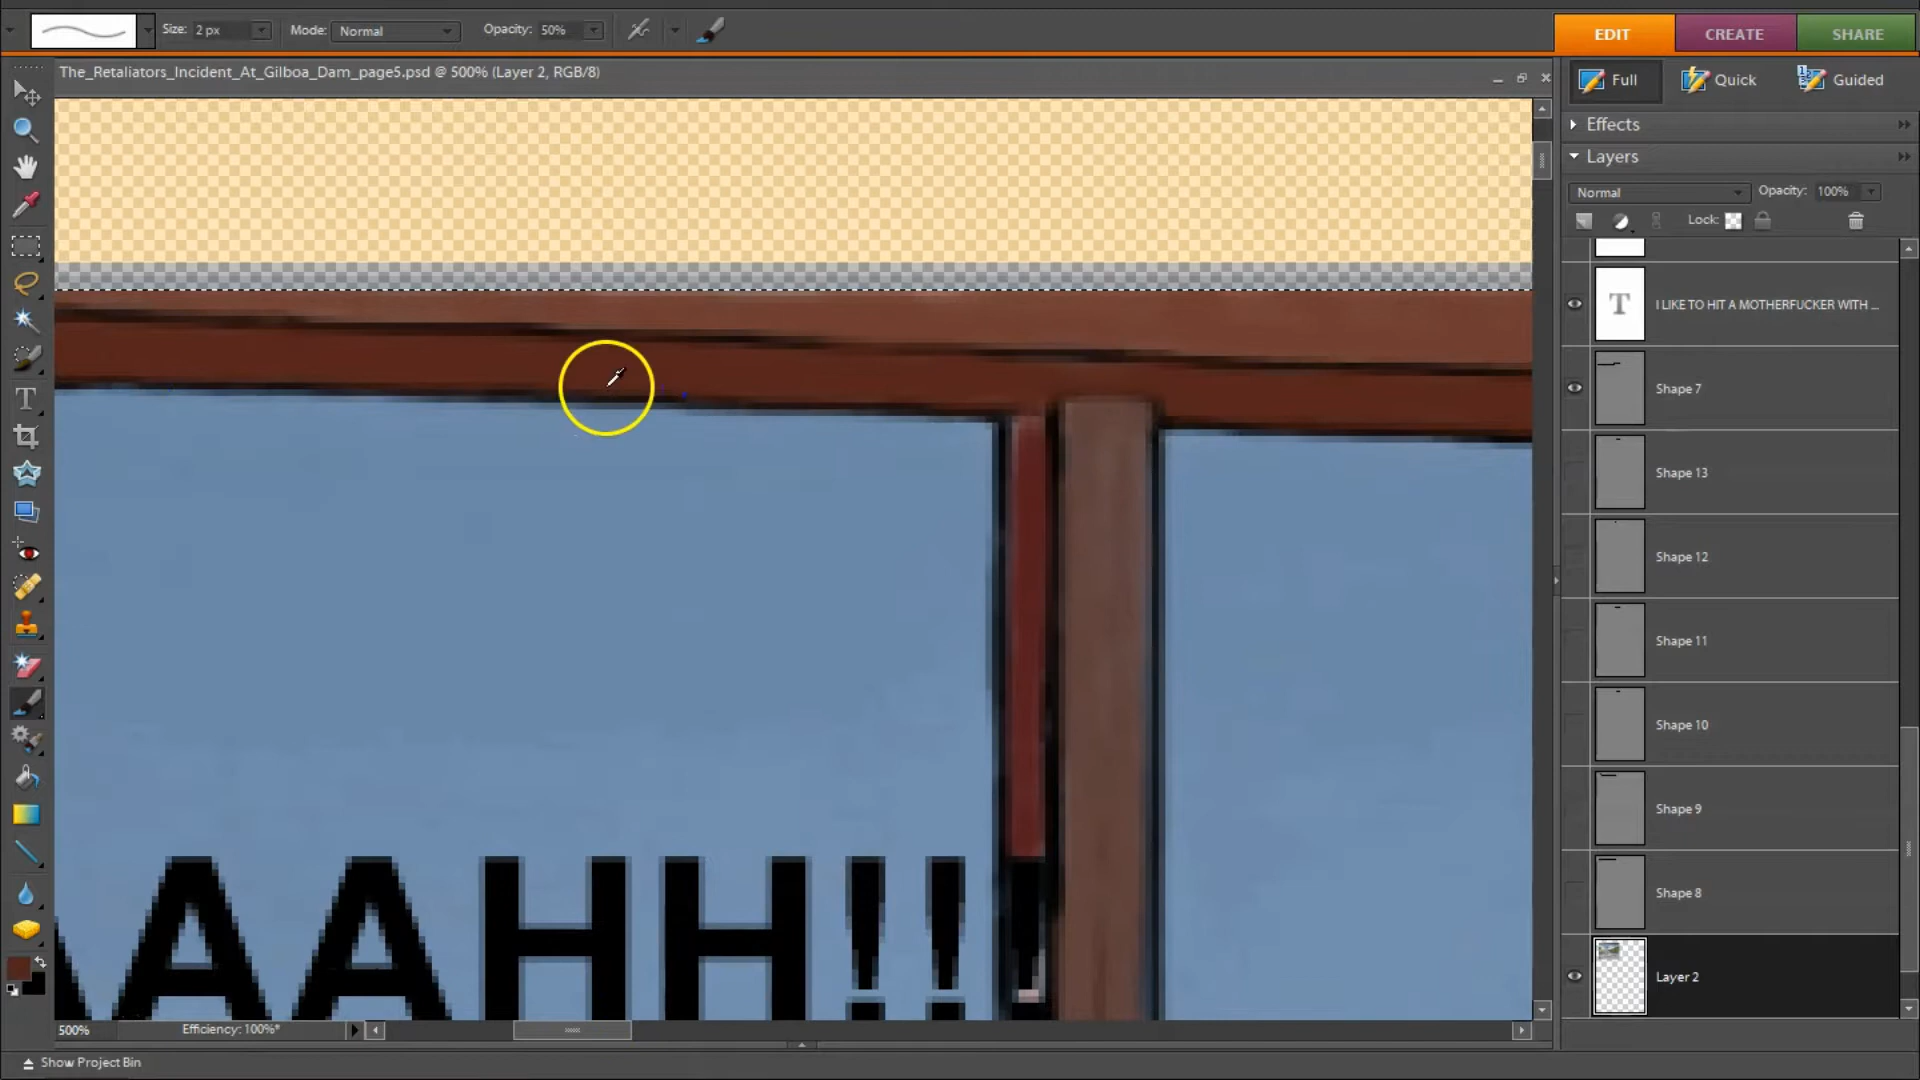 Size: 2 px Mode: Normal Opacity: 50% EDIT CREATE SHARE
The_Retaliators_Incident_At_Gilboa_Dam_page5.psd @ 500% (Layer 2, RGB/8)
Full Quick Guided
Effects
Layers
Normal Opacity: 100%
Lock:
T I LIKE TO HIT A MOTHERFUCKER WITH ...
Shape 7
Shape 13
Shape 12
Shape 11
Shape 10
Shape 9
Shape 8
Layer 2
AAAHH!!!
500% Efficiency: 100%*
Show Project Bin